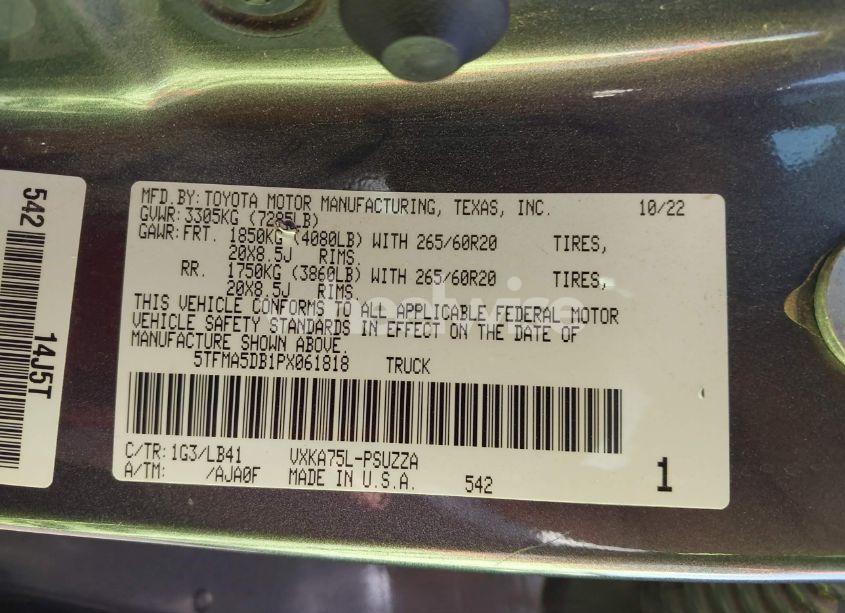 MFD.BY:TOYOTA MOTOR MANUFACTURING, TEXAS, INC. 10/22
GVWR:3305KG (7285LB)
GAWR:FRT. 1850KG (4080LB) WITH 265/60R20 TIRES,
20X8.5J RIMS.
RR. 1750KG (3860LB) WITH 265/60R20 TIRES,
20X8.5J RIMS.
THIS VEHICLE CONFORMS TO ALL APPLICABLE FEDERAL MOTOR
VEHICLE SAFETY STANDARDS IN EFFECT ON THE DATE OF
MANUFACTURE SHOWN ABOVE.
5TFMA5DB1PX061818 TRUCK
C/TR:1G3/LB41 VXKA75L-PSUZZA
A/TM: /AJA0F MADE IN U.S.A. 542 1
542
14J5T